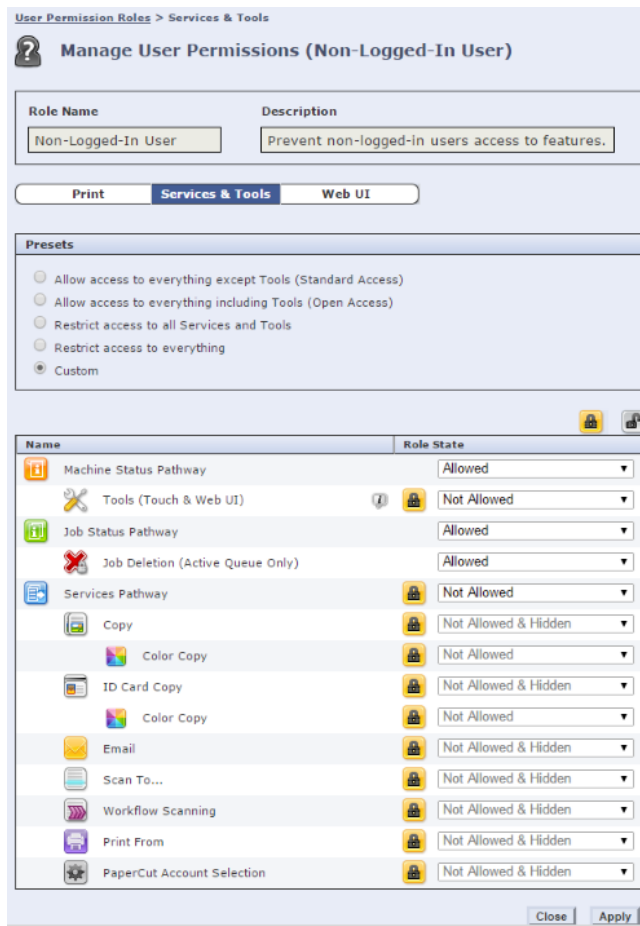 User Permission Roles > Services & Tools
Manage User Permissions (Non-Logged-In User)
Role Name Description
Non-Logged-In User Prevent non-logged-in users access to features.
Print Services & Tools Web UI
Presets
Allow access to everything except Tools (Standard Access)
Allow access to everything including Tools (Open Access)
Restrict access to all Services and Tools
Restrict access to everything
Custom
Name Role State
Machine Status Pathway Allowed
Tools (Touch & Web UI) Not Allowed
Job Status Pathway Allowed
Job Deletion (Active Queue Only) Allowed
Services Pathway Not Allowed
Copy Not Allowed & Hidden
Color Copy Not Allowed
ID Card Copy Not Allowed & Hidden
Color Copy Not Allowed
Email Not Allowed & Hidden
Scan To... Not Allowed & Hidden
Workflow Scanning Not Allowed & Hidden
Print From Not Allowed & Hidden
PaperCut Account Selection Not Allowed & Hidden
Close Apply